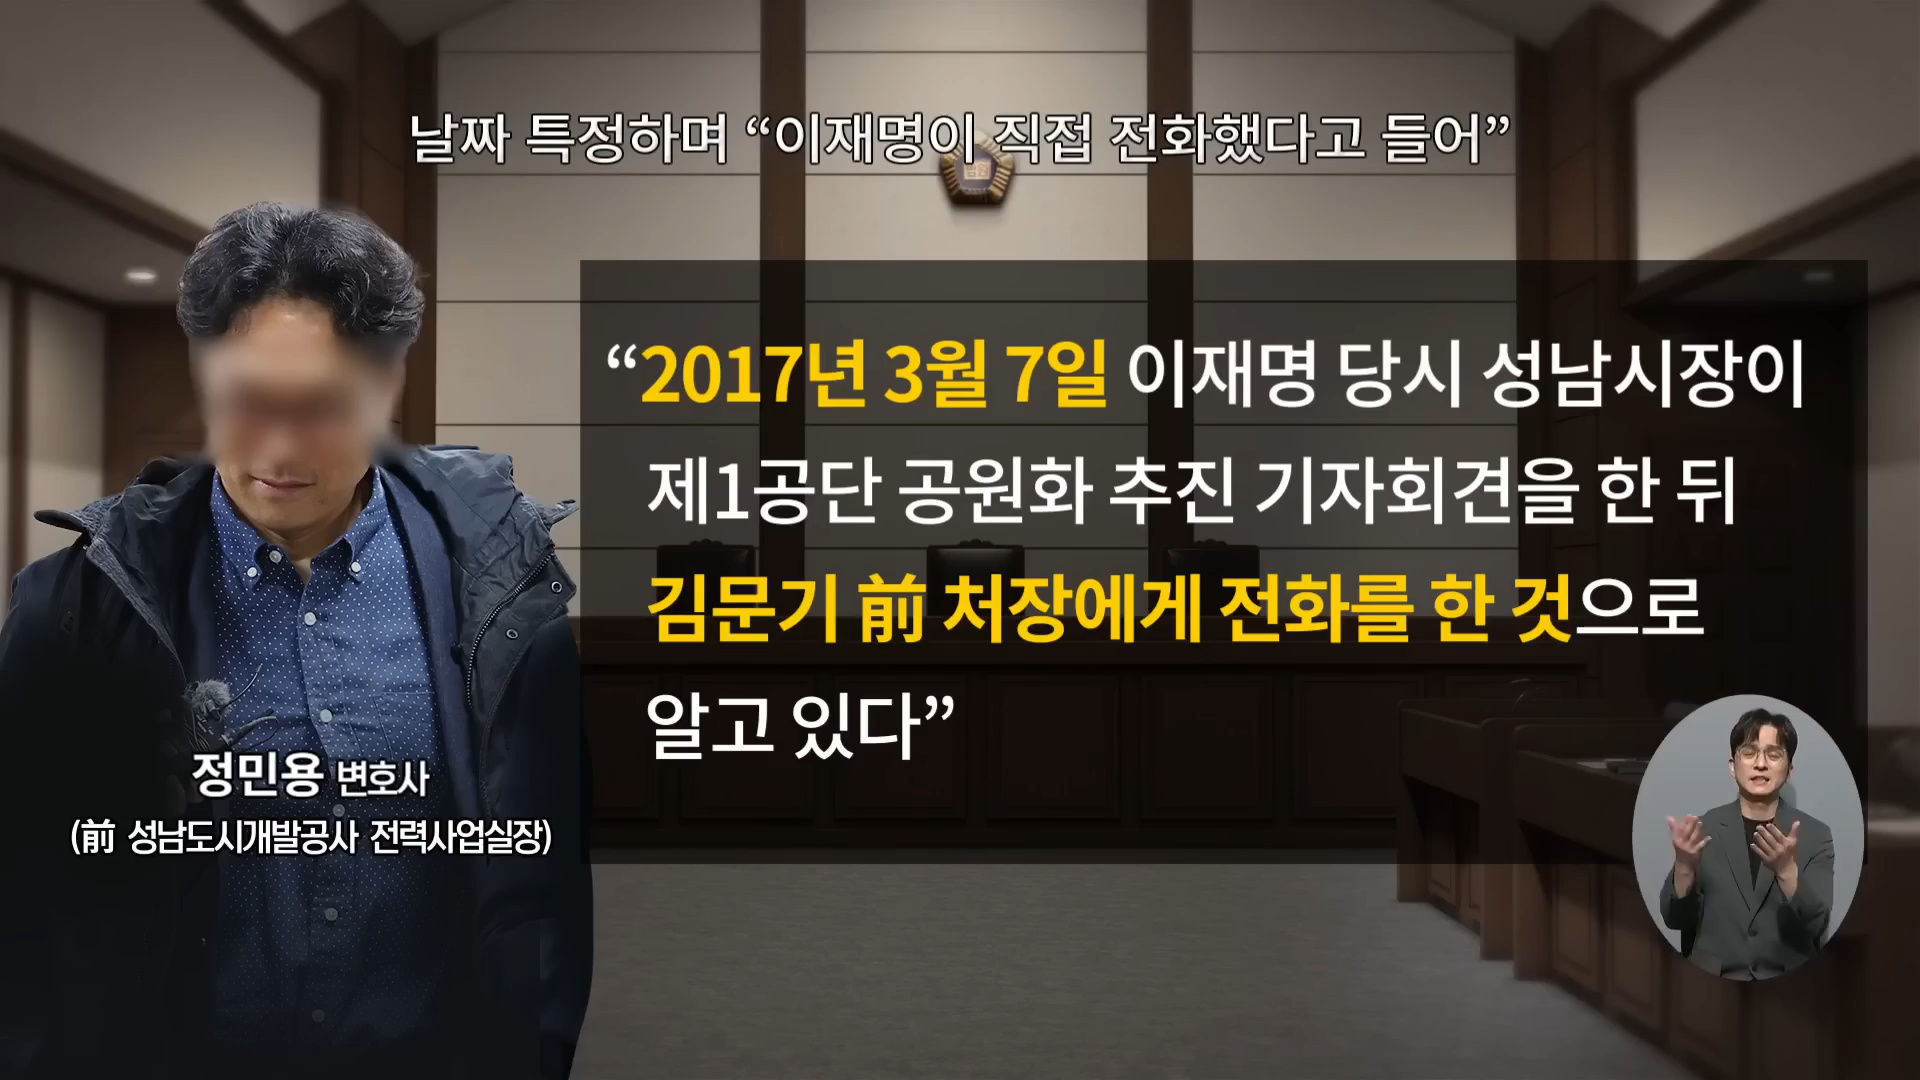 날짜 특정하며 “이재명이 직접 전화했다고 들어”
법원
“2017년 3월 7일 이재명 당시 성남시장이
제1공단 공원화 추진 기자회견을 한 뒤
김문기 前 처장에게 전화를 한 것으로
알고 있다”
정민용 변호사
(前 성남도시개발공사 전력사업실장)